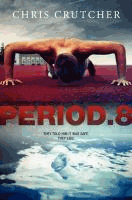 CHRIS CRUTCHER
PERIOD.8
THEY TOLD HIM IT WAS SAFE.
THEY LIED.